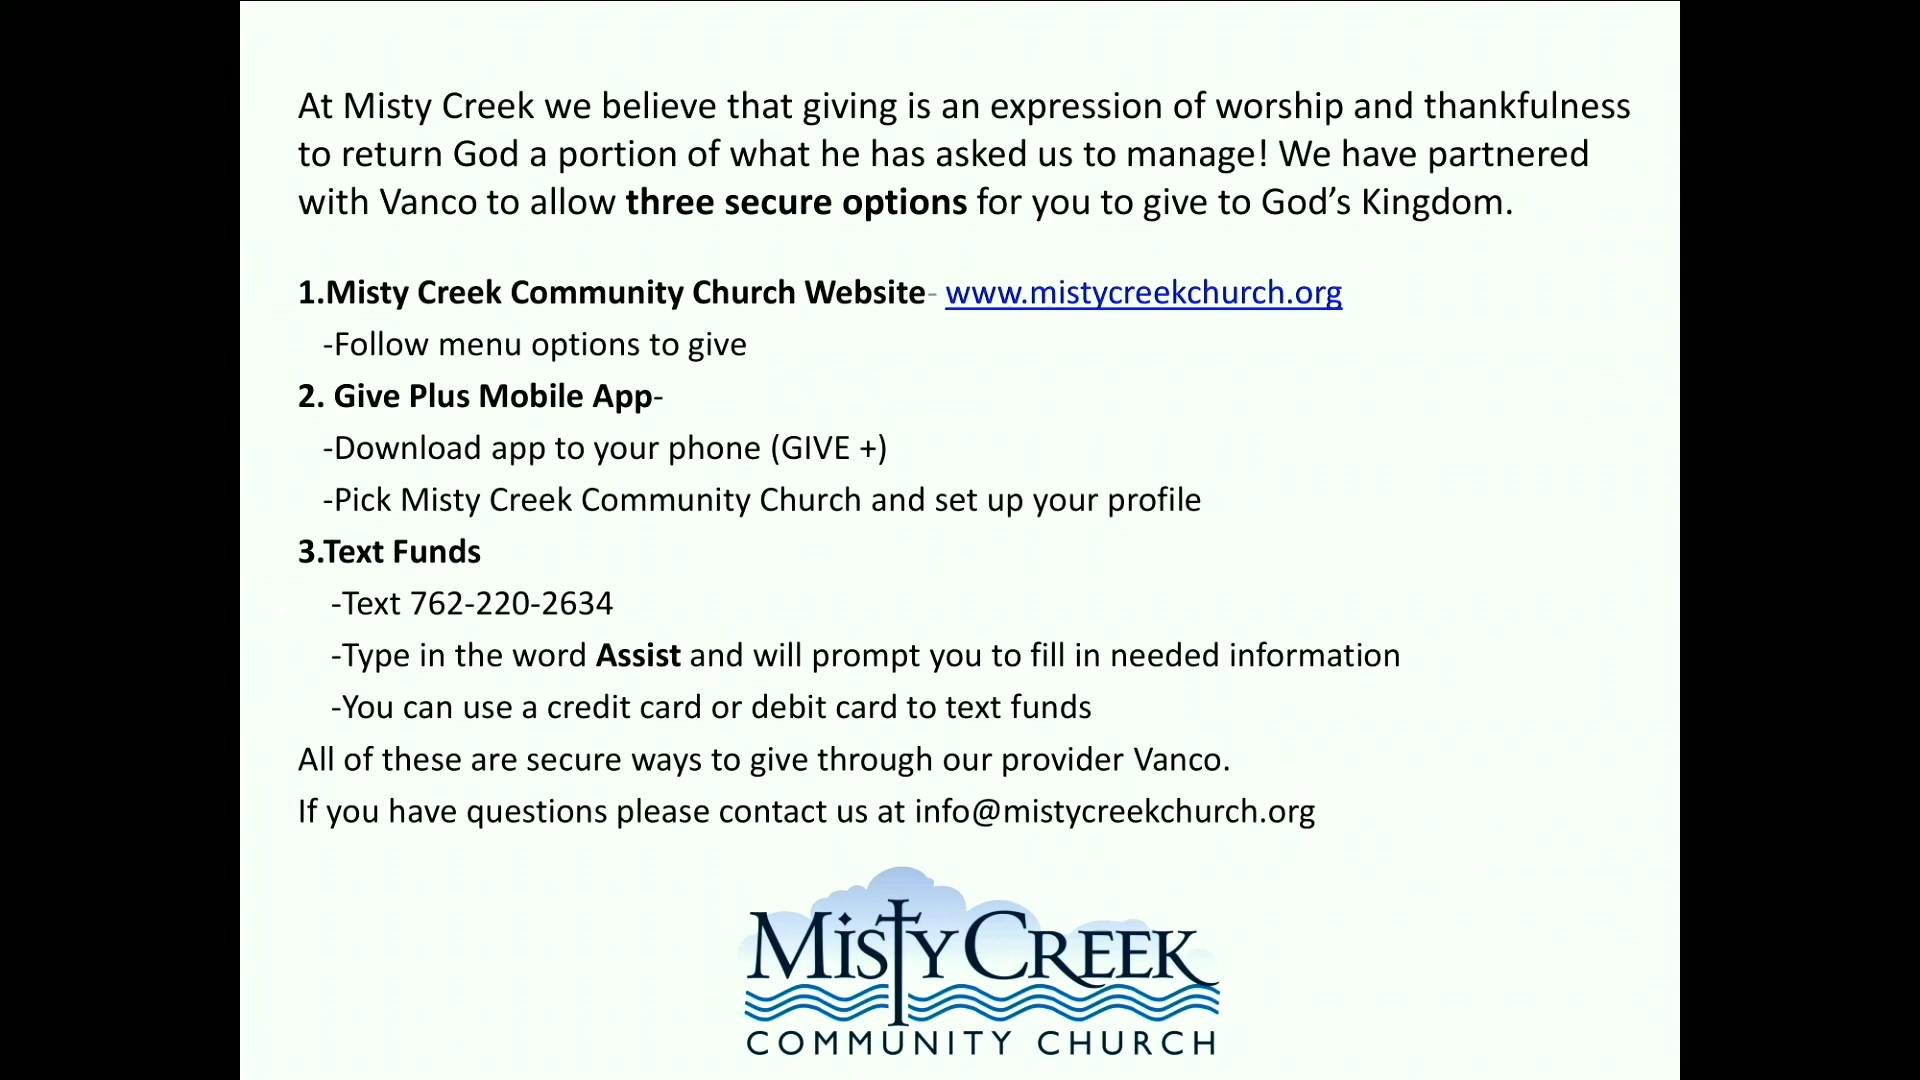 At Misty Creek we believe that giving is an expression of worship and thankfulness
to return God a portion of what he has asked us to manage! We have partnered
with Vanco to allow three secure options for you to give to God’s Kingdom.
1.Misty Creek Community Church Website- www.mistycreekchurch.org
-Follow menu options to give
2. Give Plus Mobile App-
-Download app to your phone (GIVE +)
-Pick Misty Creek Community Church and set up your profile
3.Text Funds
-Text 762-220-2634
-Type in the word Assist and will prompt you to fill in needed information
-You can use a credit card or debit card to text funds
All of these are secure ways to give through our provider Vanco.
If you have questions please contact us at info@mistycreekchurch.org
MistyCreek
COMMUNITY CHURCH